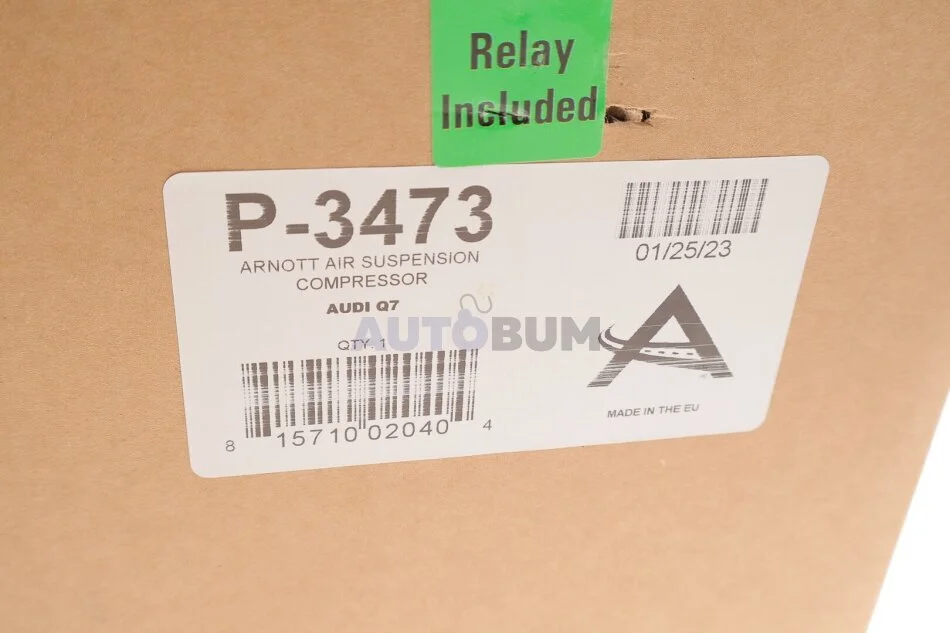 Relay
Included
P-3473
ARNOTT AIR SUSPENSION
COMPRESSOR
AUDI Q7
QTY. 1
8 15710 02040 4
01/25/23
MADE IN THE EU
AUTOBUM